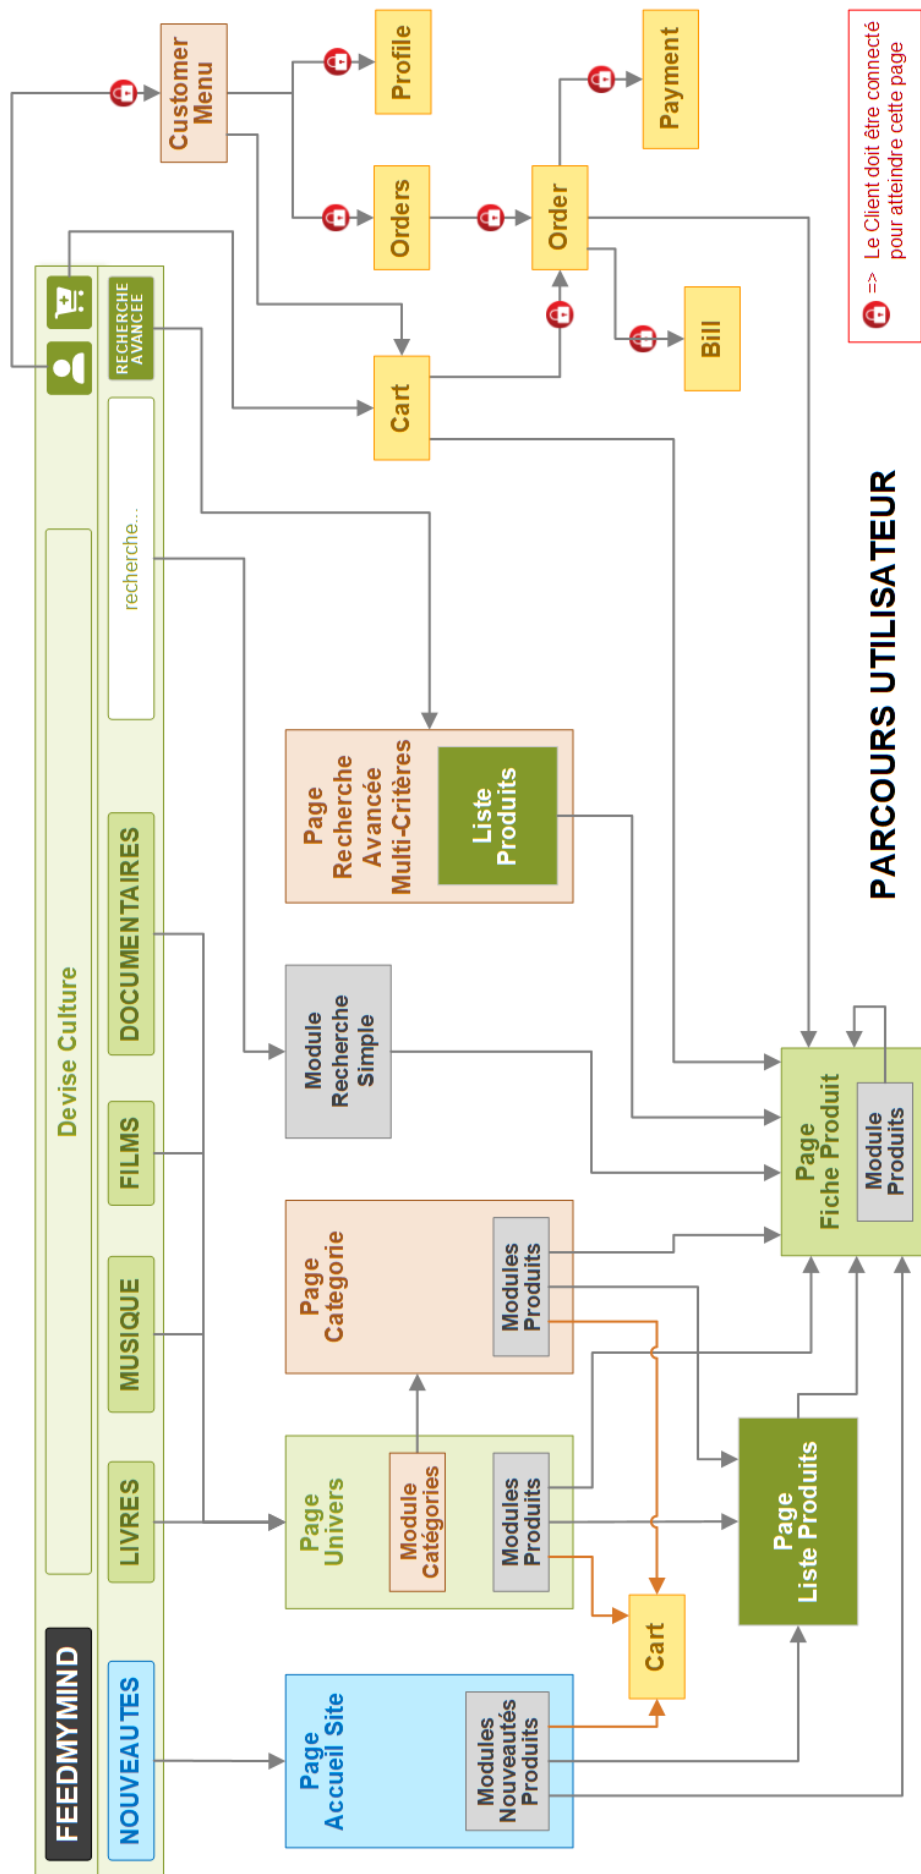 FEEDMYMIND
Devise Culture
NOUVEAUTES
LIVRES
MUSIQUE
FILMS
DOCUMENTAIRES
recherche...
RECHERCHE
AVANCEE
Page
Accueil Site
Modules
Nouveautés
Produits
Page
Univers
Module
Catégories
Modules
Produits
Page
Categorie
Modules
Produits
Module
Recherche
Simple
Page
Recherche
Avancée
Multi-Critères
Liste
Produits
Customer
Menu
Cart
Orders
Profile
Order
Bill
Payment
Cart
Page
Liste Produits
Page
Fiche Produit
Module
Produits
PARCOURS UTILISATEUR
=> Le Client doit être connecté
pour atteindre cette page